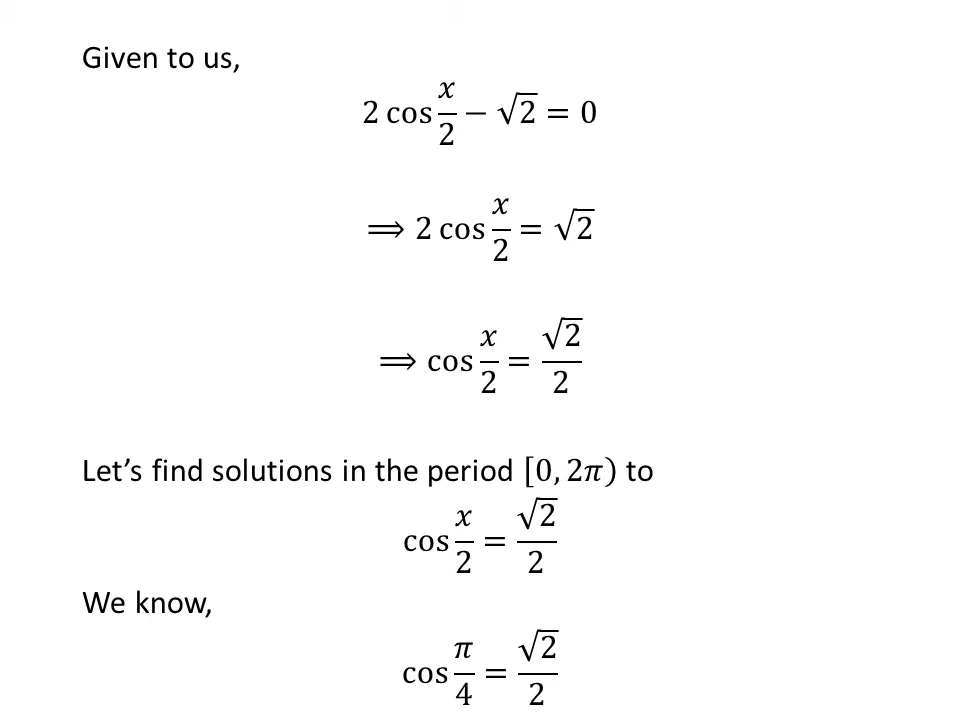 Given to us,
2 cos x/2 − √2 = 0
⟹ 2 cos x/2 = √2
⟹ cos x/2 = √2/2
Let’s find solutions in the period [0, 2π) to
cos x/2 = √2/2
We know,
cos π/4 = √2/2